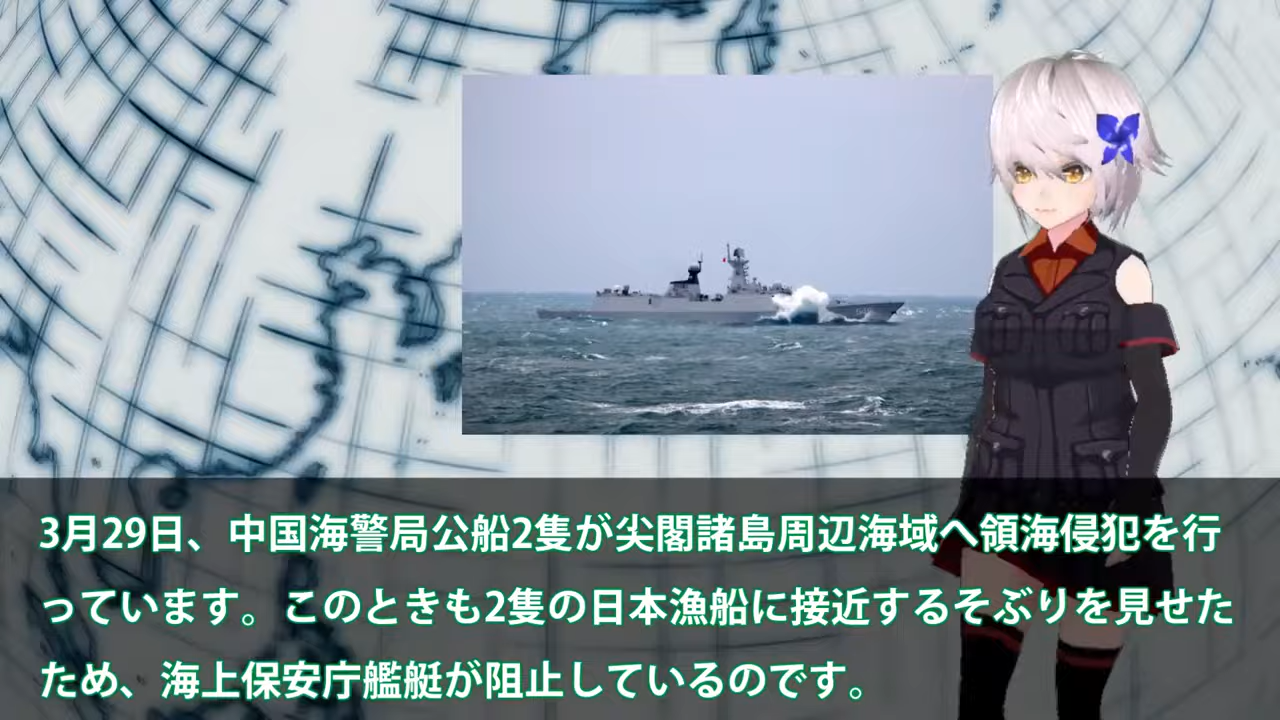 3月29日、中国海警局公船2隻が尖閣諸島周辺海域へ領海侵犯を行
っています。このときも2隻の日本漁船に接近するそぶりを見せた
ため、海上保安庁艦艇が阻止しているのです。